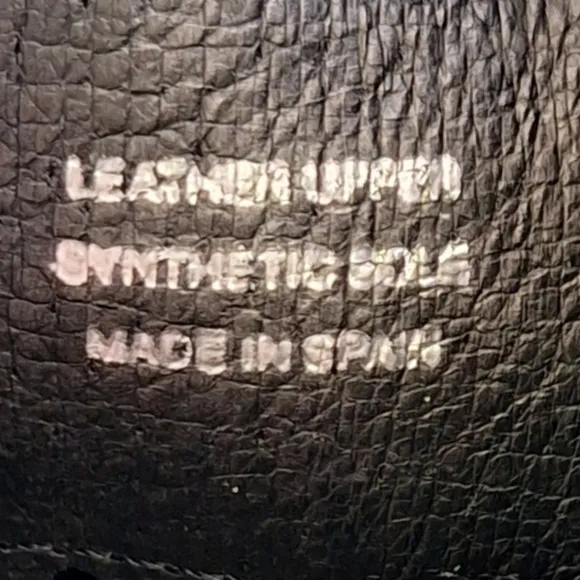 LEATHER UPPER
SYNTHETIC SOLE
MADE IN SPAIN